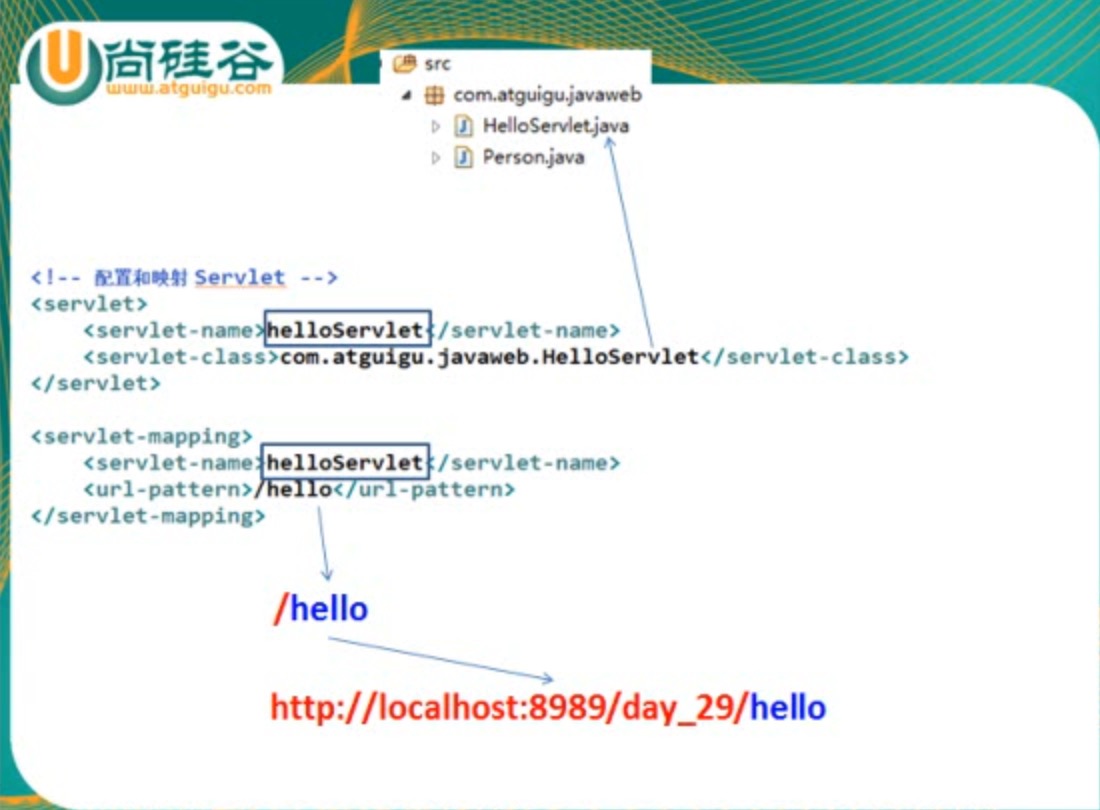 尚硅谷
www.atguigu.com
src
com.atguigu.javaweb
HelloServlet.java
Person.java
<!-- 配置和映射 Servlet -->
<servlet>
<servlet-name>helloServlet</servlet-name>
<servlet-class>com.atguigu.javaweb.HelloServlet</servlet-class>
</servlet>
<servlet-mapping>
<servlet-name>helloServlet</servlet-name>
<url-pattern>/hello</url-pattern>
</servlet-mapping>
/hello
http://localhost:8989/day_29/hello